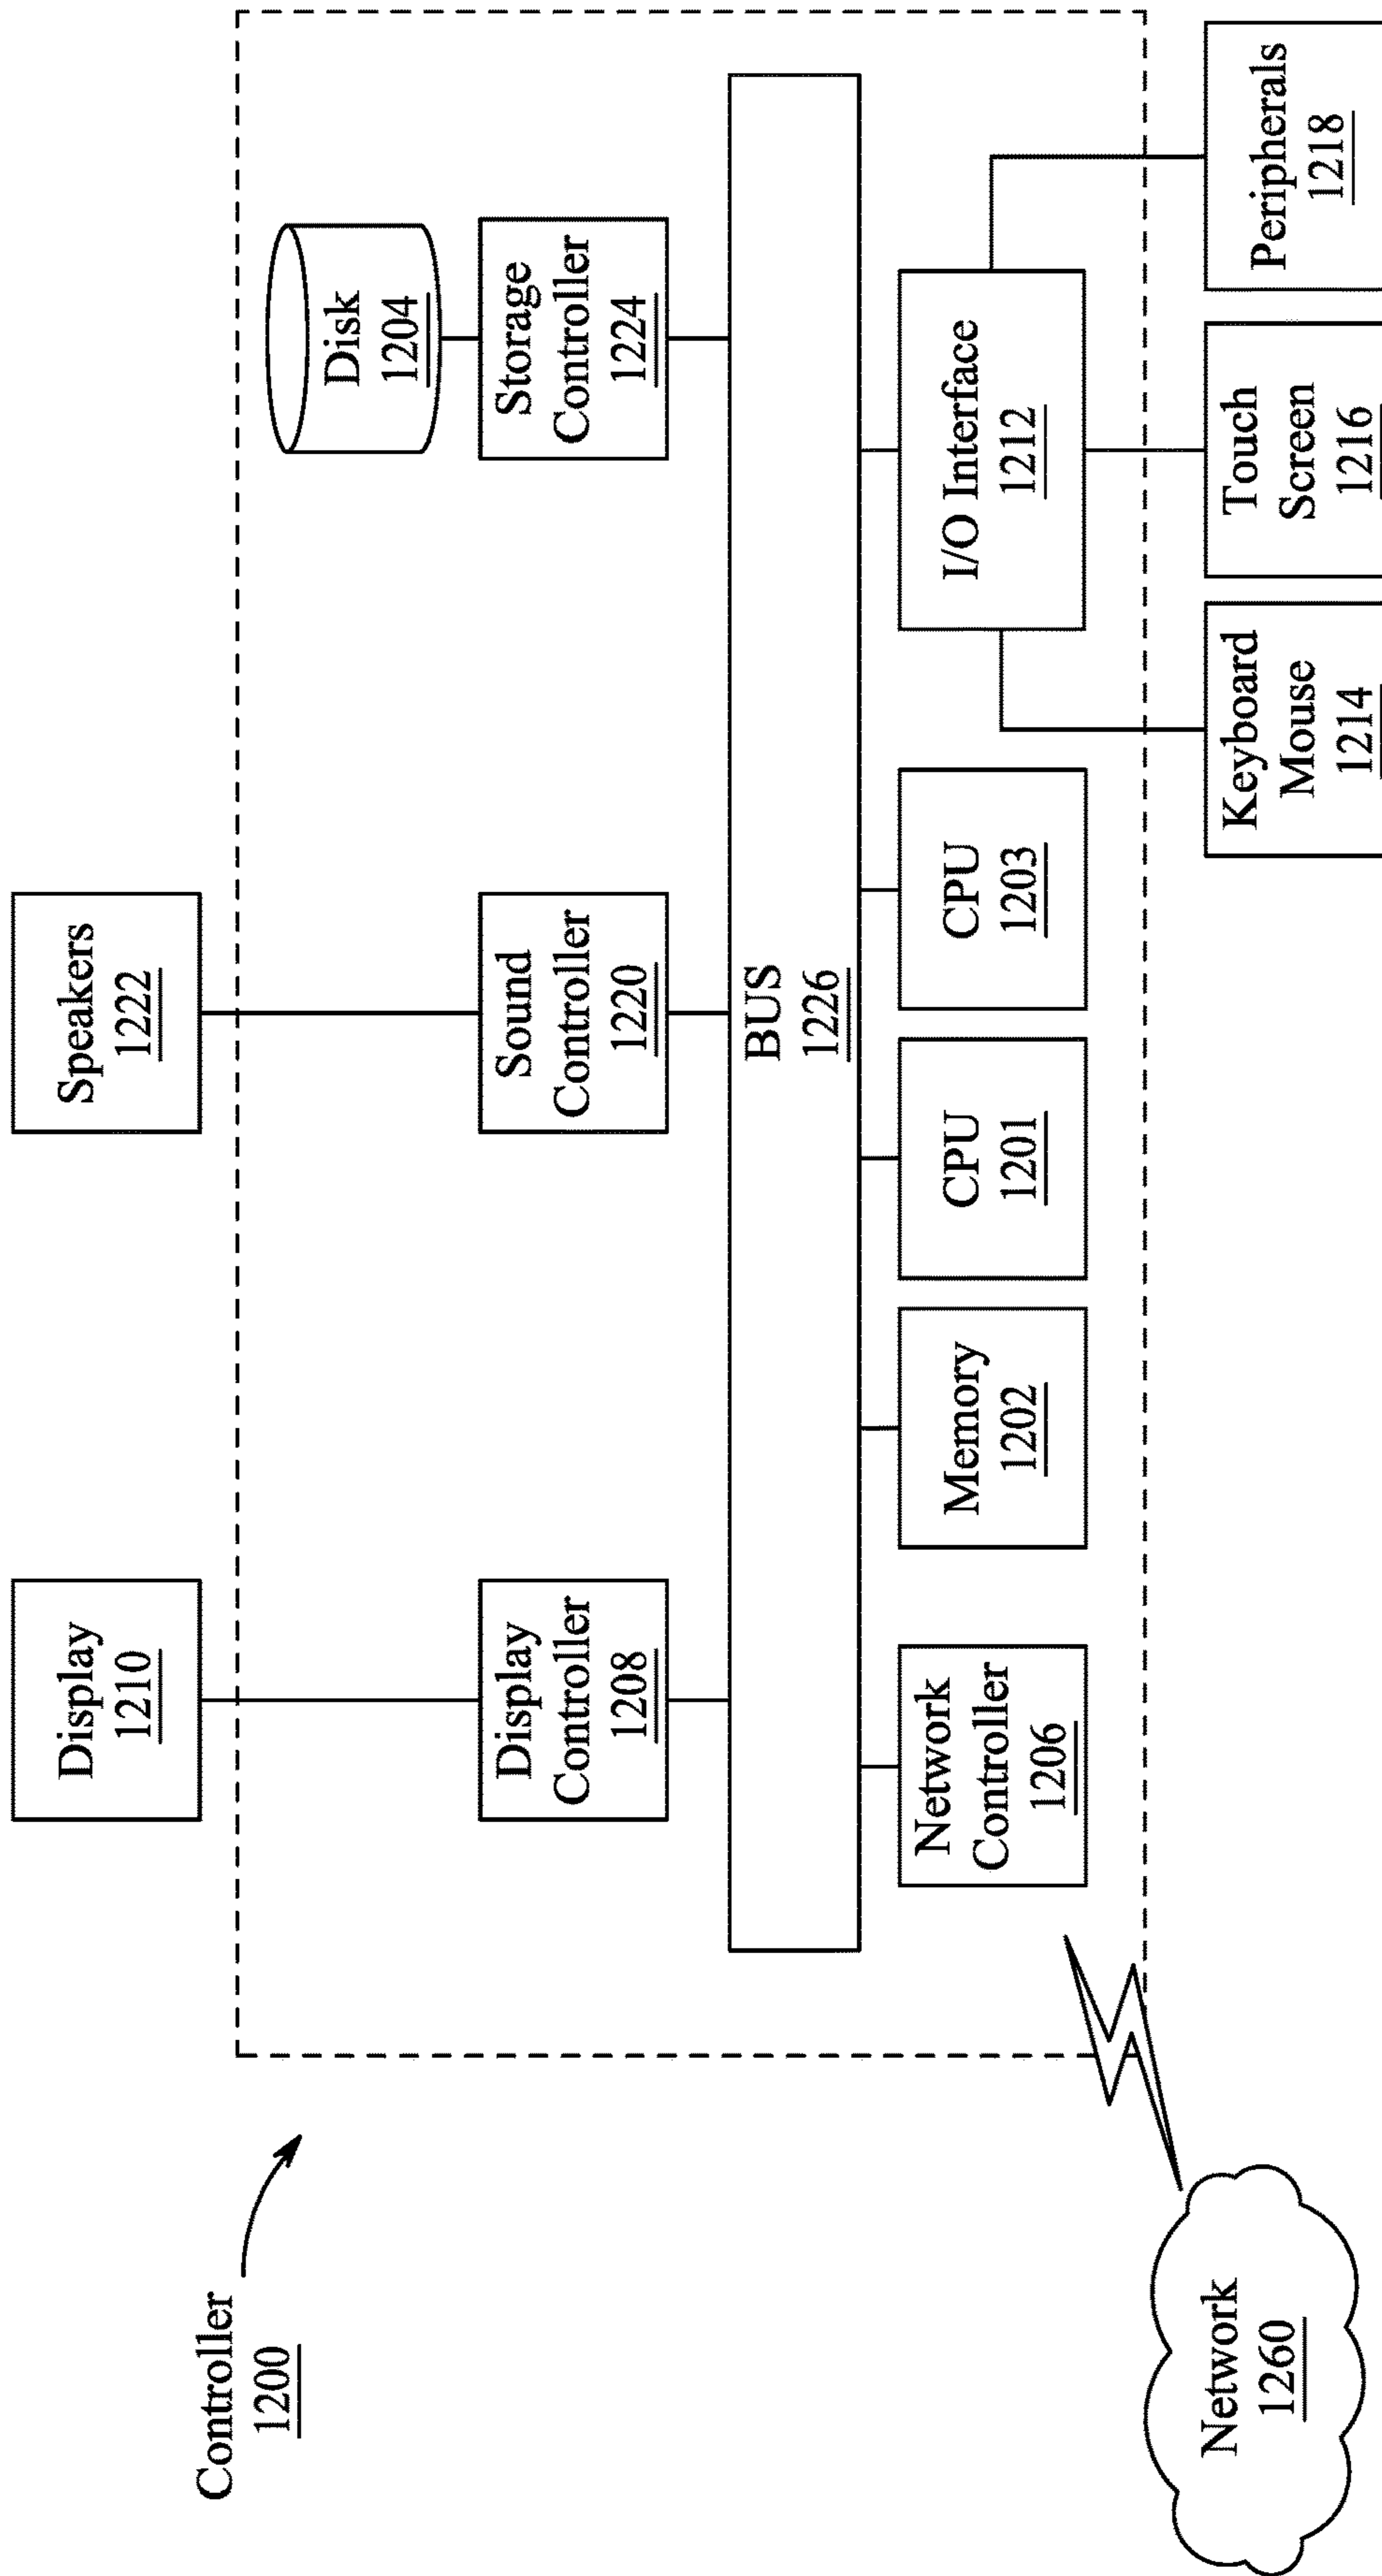 Controller
1200
Display
1210
Speakers
1222
Disk
1204
Display
Controller
1208
Sound
Controller
1220
Storage
Controller
1224
BUS
1226
Network
Controller
1206
Memory
1202
CPU
1201
CPU
1203
I/O Interface
1212
Network
1260
Keyboard
Mouse
1214
Touch
Screen
1216
Peripherals
1218